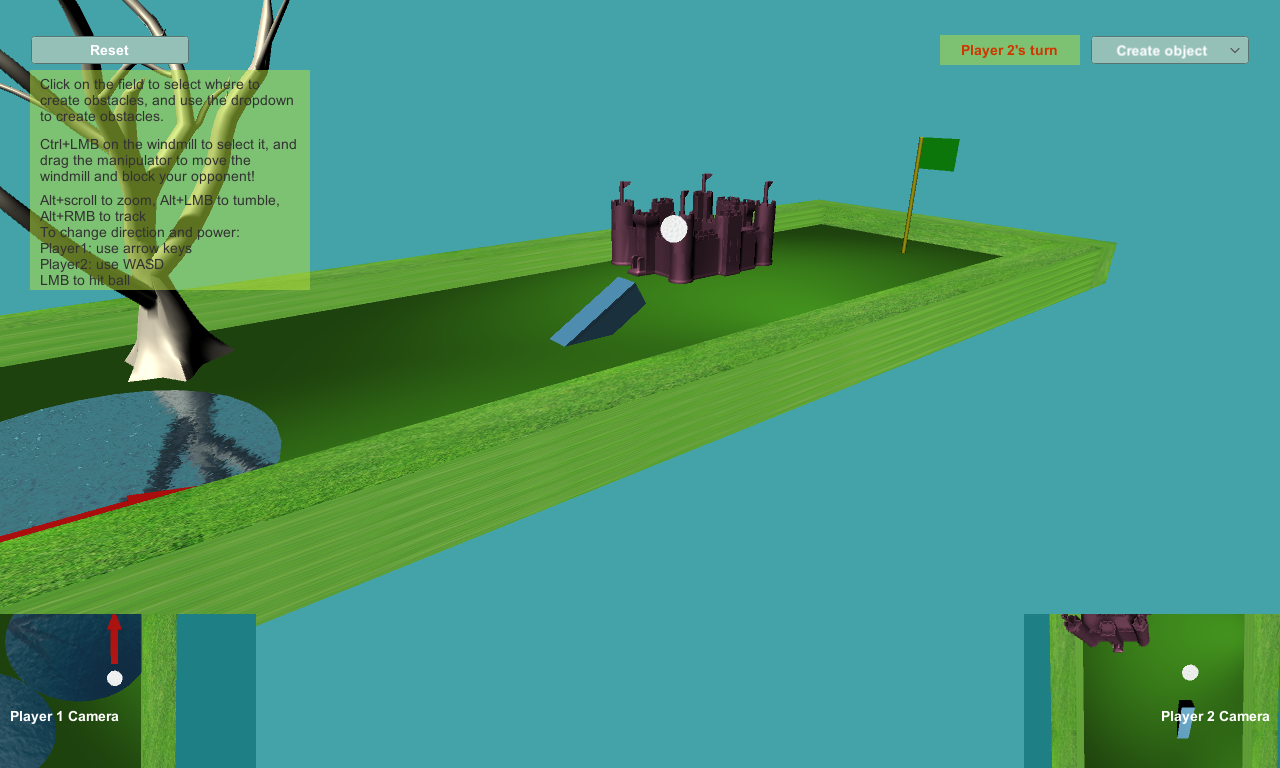 Reset
Player 2's turn
Create object
Click on the field to select where to
create obstacles, and use the dropdown
to create obstacles.
Ctrl+LMB on the windmill to select it, and
drag the manipulator to move the
windmill and block your opponent!
Alt+scroll to zoom, Alt+LMB to tumble,
Alt+RMB to track
To change direction and power:
Player1: use arrow keys
Player2: use WASD
LMB to hit ball
Player 1 Camera
Player 2 Camera